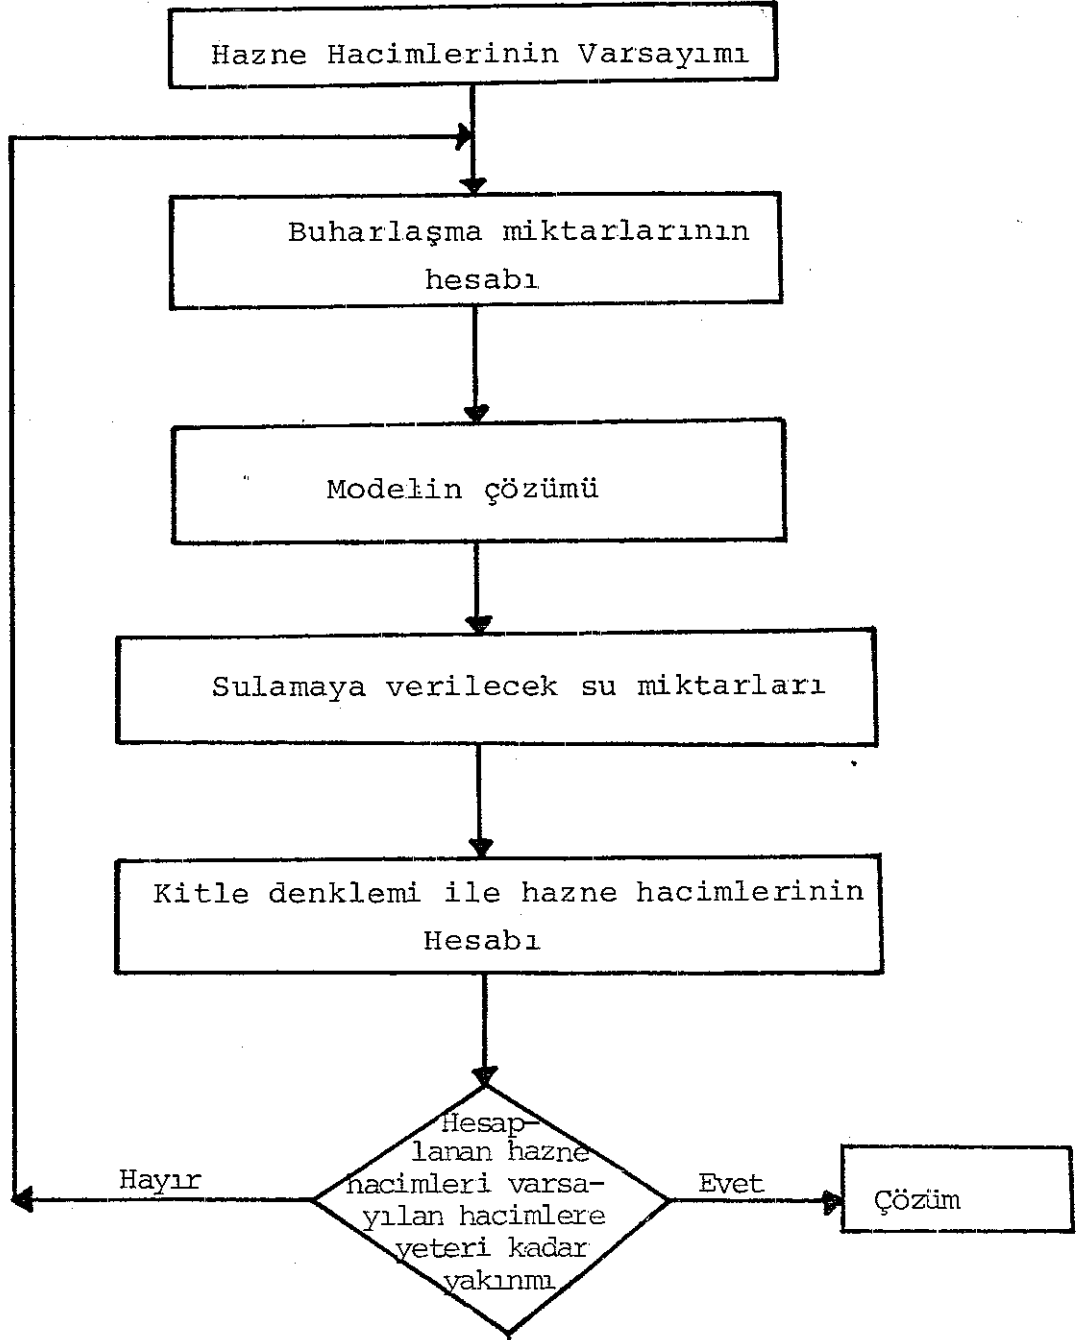 Hazne Hacimlerinin Varsayımı
Buharlaşma miktarlarının
hesabı
Modelin çözümü
Sulamaya verilecek su miktarları
Kitle denklemi ile hazne hacimlerinin
Hesabı
Hesap-
lanan hazne
hacimleri varsa-
yılan hacimlere
yeteri kadar
yakınmı
Hayır
Evet
Çözüm